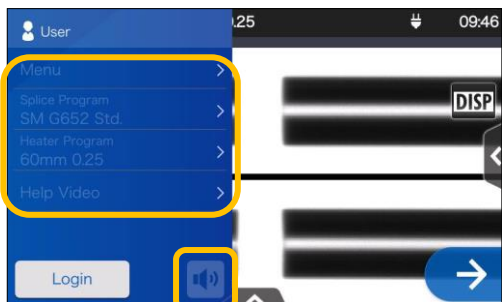 User
.25
09:46
Menu
Splice Program
SM G652 Std.
Heater Program
60mm 0.25
Help Video
DISP
Login